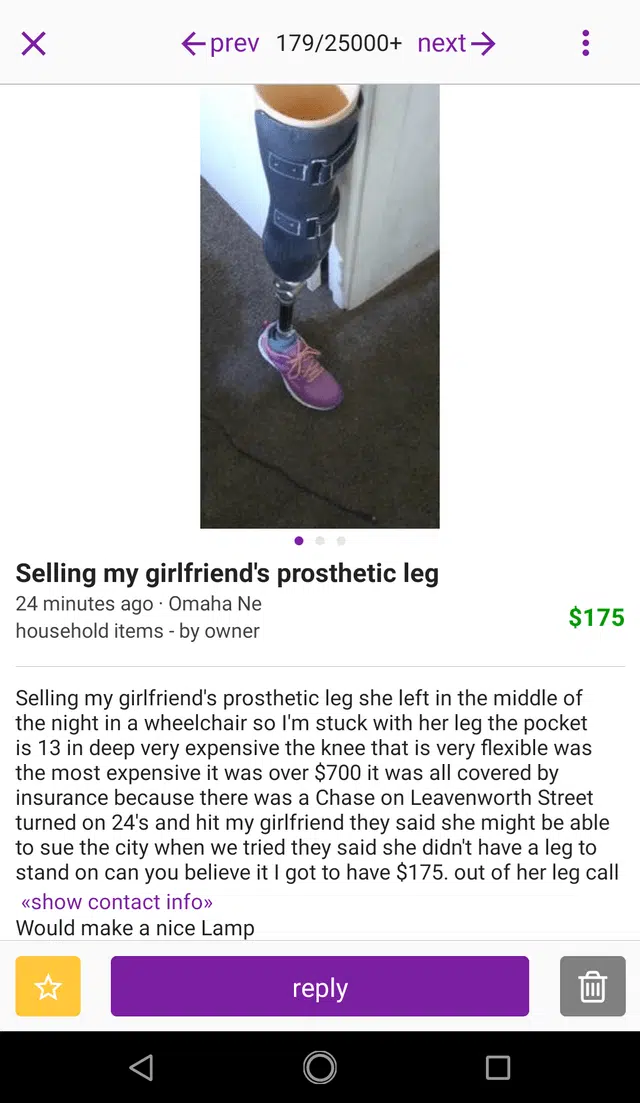 prev 179/25000+ next
Selling my girlfriend's prosthetic leg
24 minutes ago · Omaha Ne
household items - by owner
$175
Selling my girlfriend's prosthetic leg she left in the middle of
the night in a wheelchair so I'm stuck with her leg the pocket
is 13 in deep very expensive the knee that is very flexible was
the most expensive it was over $700 it was all covered by
insurance because there was a Chase on Leavenworth Street
turned on 24's and hit my girlfriend they said she might be able
to sue the city when we tried they said she didn't have a leg to
stand on can you believe it I got to have $175. out of her leg call
«show contact info»
Would make a nice Lamp
reply